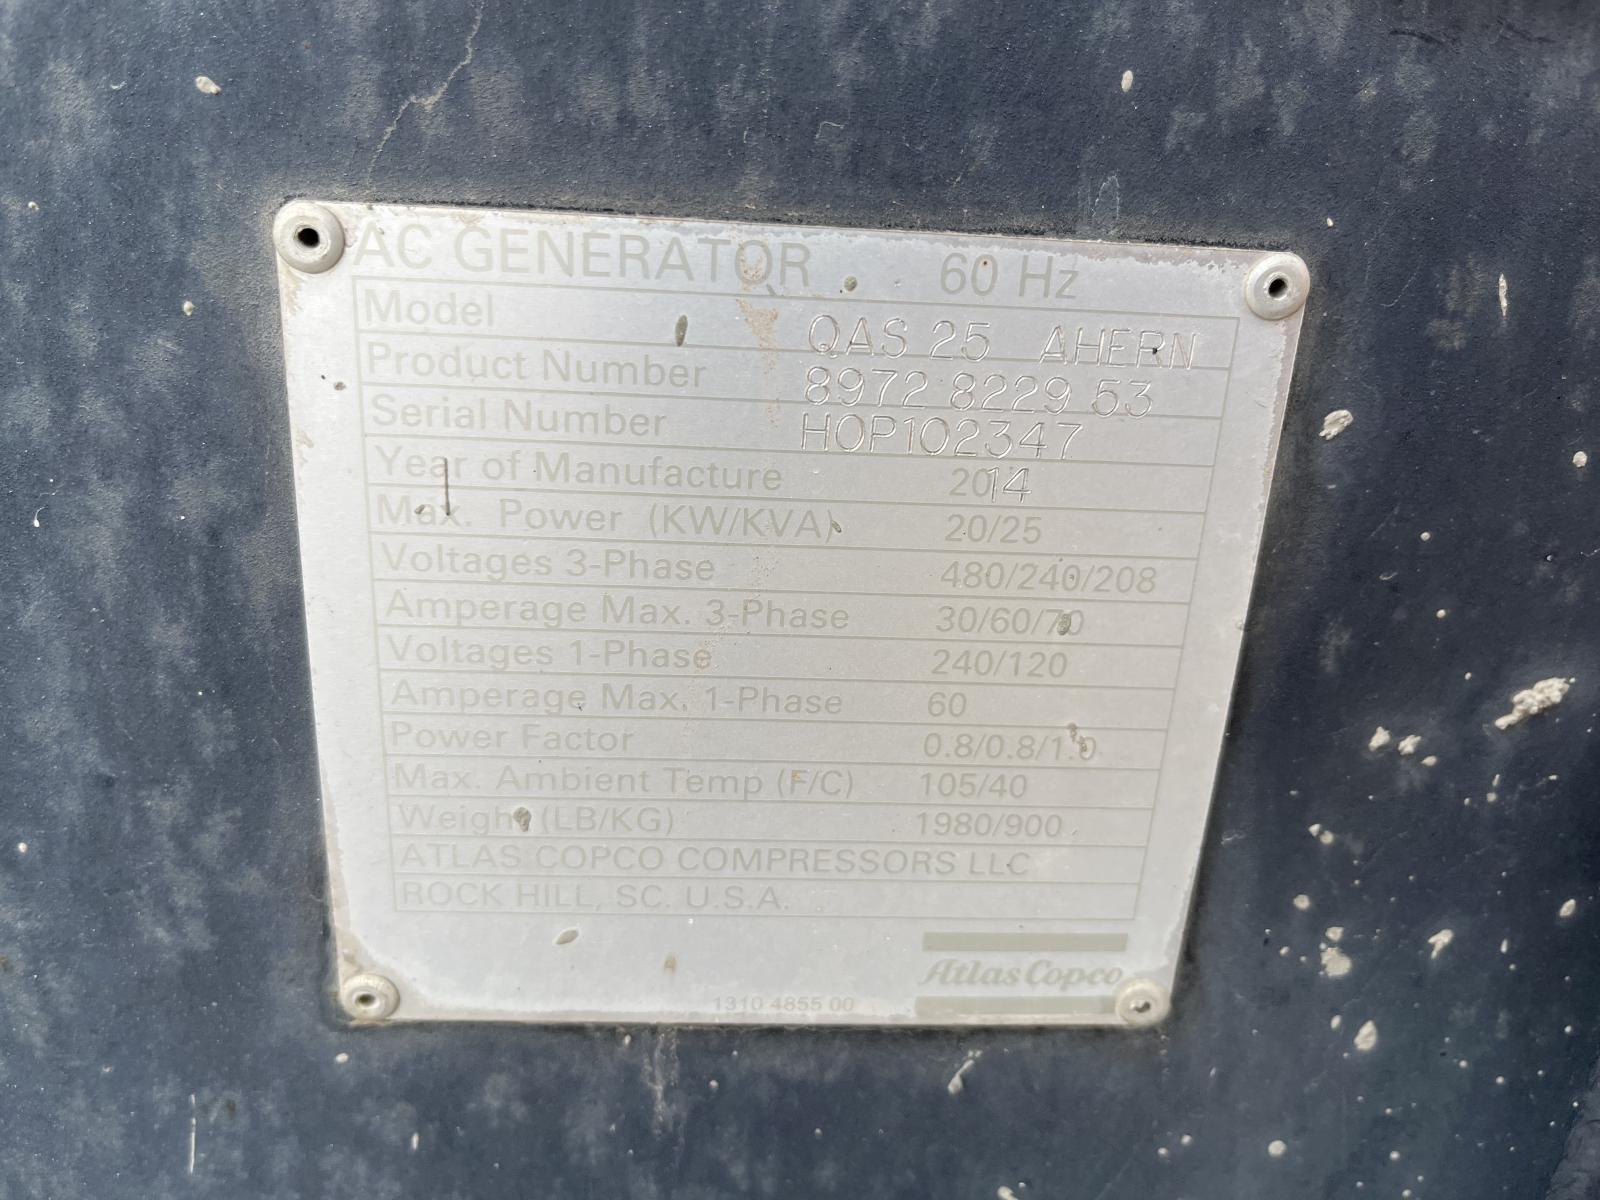 AC GENERATOR 60 Hz
Model QAS 25 AHERN
Product Number 8972 8229 53
Serial Number HOP102347
Year of Manufacture 2014
Max. Power (KW/KVA) 20/25
Voltages 3-Phase 480/240/208
Amperage Max. 3-Phase 30/60/70
Voltages 1-Phase 240/120
Amperage Max. 1-Phase 60
Power Factor 0.8/0.8/1.0
Max. Ambient Temp (F/C) 105/40
Weight (LB/KG) 1980/900
ATLAS COPCO COMPRESSORS LLC
ROCK HILL, SC. U.S.A.
Atlas Copco
1310 4855 00